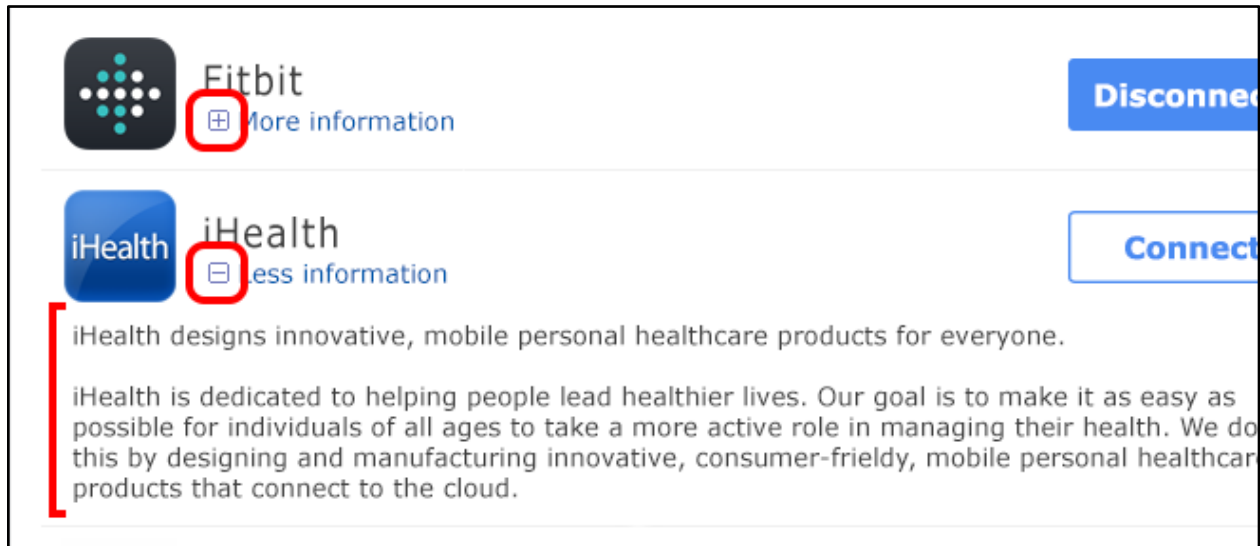 Fitbit
More information
Disconnec
iHealth
iHealth
Less information
Connect
iHealth designs innovative, mobile personal healthcare products for everyone.
iHealth is dedicated to helping people lead healthier lives. Our goal is to make it as easy as
possible for individuals of all ages to take a more active role in managing their health. We do
this by designing and manufacturing innovative, consumer-frieldy, mobile personal healthcar
products that connect to the cloud.